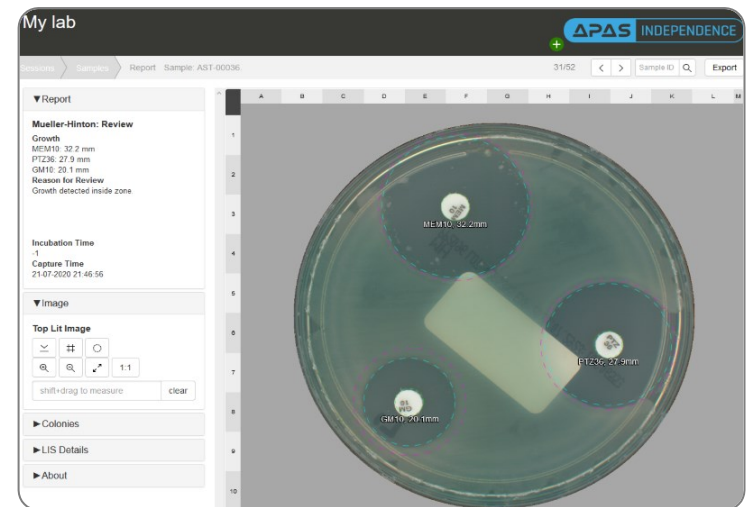 My lab
APAS INDEPENDENCE
Sessions Samples Report Sample: AST-00036.
31/52 Sample ID Export
▼Report
Mueller-Hinton: Review
Growth
MEM10: 32.2 mm
PTZ36: 27.9 mm
GM10: 20.1 mm
Reason for Review
Growth detected inside zone
Incubation Time
-1
Capture Time
21-07-2020 21:46:56
▼Image
Top Lit Image
1:1
shift+drag to measure clear
►Colonies
►LIS Details
►About
A B C D E F G H I J K L M
1
2
3
4
5
6
7
8
9
10
MEM10, 32.2mm
PTZ36, 27.9mm
GM10, 20.1mm